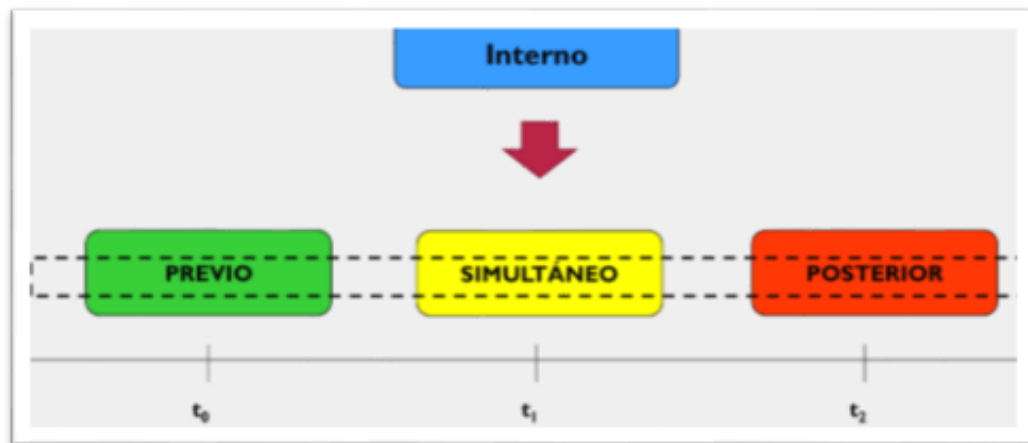 Interno
PREVIO SIMULTÁNEO POSTERIOR
t₀ t₁ t₂